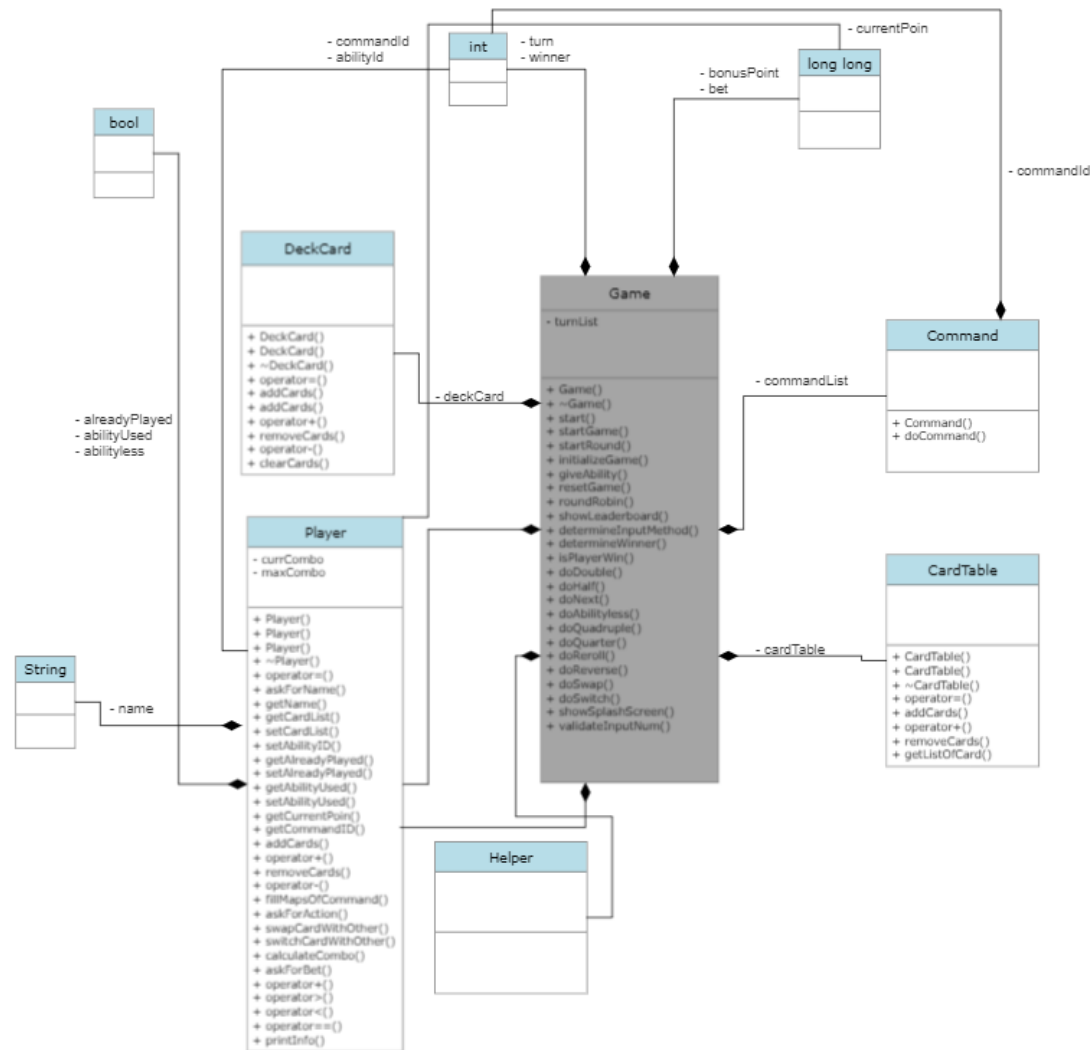 - currentPoin
- commandId
- abilityId
int
- turn
- winner
long long
- bonusPoint
- bet
bool
- commandId
DeckCard
+ DeckCard()
+ DeckCard()
+ ~DeckCard()
+ operator=()
+ addCards()
+ addCards()
+ operator+()
+ removeCards()
+ operator-()
+ clearCards()
- deckCard
Game
- turnList
+ Game()
+ ~Game()
+ start()
+ startGame()
+ startRound()
+ initializeGame()
+ giveAbility()
+ resetGame()
+ roundRobin()
+ showLeaderboard()
+ determineInputMethod()
+ determineWinner()
+ isPlayerWin()
+ doDouble()
+ doHalf()
+ doNext()
+ doAbilityless()
+ doQuadruple()
+ doQuarter()
+ doReroll()
+ doReverse()
+ doSwap()
+ doSwitch()
+ showSplashScreen()
+ validateInputNum()
- commandList
Command
+ Command()
+ doCommand()
- alreadyPlayed
- abilityUsed
- abilityless
Player
- currCombo
- maxCombo
+ Player()
+ Player()
+ Player()
+ ~Player()
+ operator=()
+ askForName()
+ getName()
+ getCardList()
+ setCardList()
+ setAbilityID()
+ getAlreadyPlayed()
+ setAlreadyPlayed()
+ getAbilityUsed()
+ setAbilityUsed()
+ getCurrentPoin()
+ getCommandID()
+ addCards()
+ operator+()
+ removeCards()
+ operator-()
+ fillMapsOfCommand()
+ askForAction()
+ swapCardWithOther()
+ switchCardWithOther()
+ calculateCombo()
+ askForBet()
+ operator+()
+ operator>()
+ operator<()
+ operator==()
+ printInfo()
- cardTable
CardTable
+ CardTable()
+ CardTable()
+ ~CardTable()
+ operator=()
+ addCards()
+ operator+()
+ removeCards()
+ getListOfCard()
String
- name
Helper